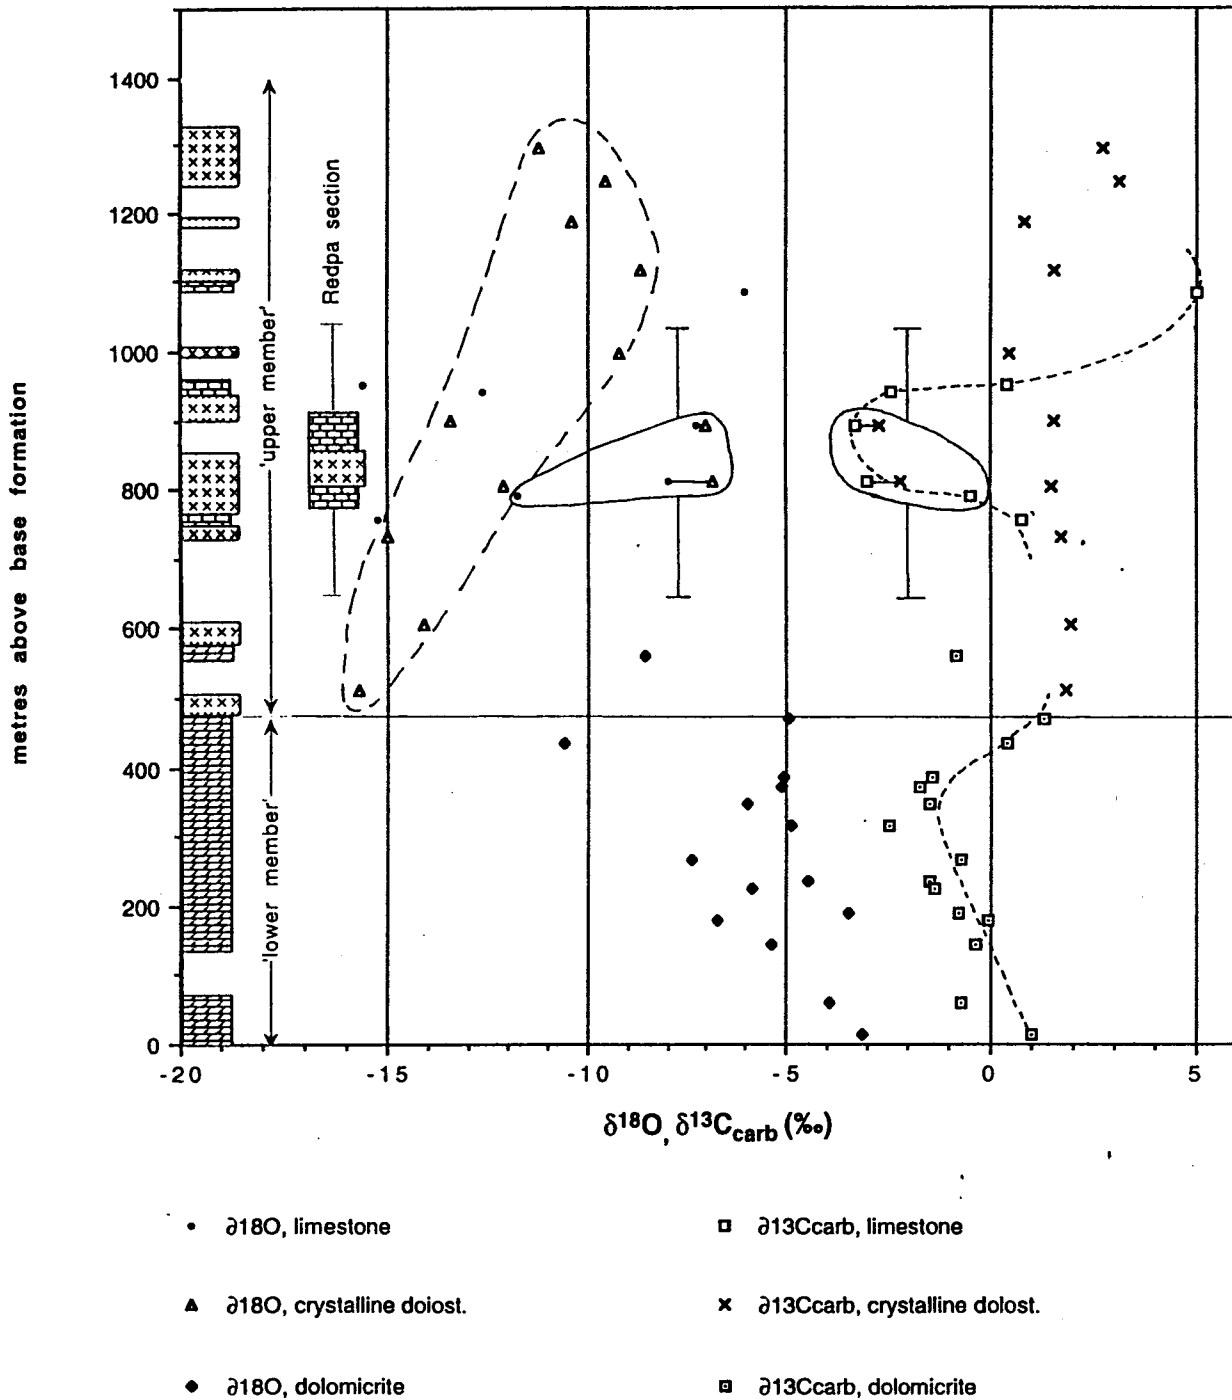 metres above base formation
1400
1200
1000
800
600
400
200
0
'upper member'
'lower member'
Redpa section
-20
-15
-10
-5
0
5
δ18O, δ13Ccarb (‰)
∂18O, limestone
∂13Ccarb, limestone
∂18O, crystalline doiost.
∂13Ccarb, crystalline dolost.
∂18O, dolomicrite
∂13Ccarb, dolomicrite